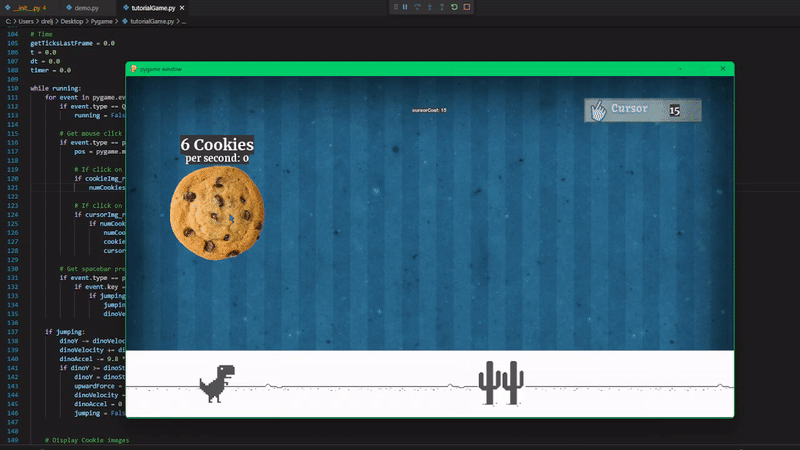 __init__.py 4 demo.py tutorialGame.py
C: > Users > drelj > Desktop > Pygame > tutorialGame.py > ...
104 # Time
105 getTicksLastFrame = 0.0
106 t = 0.0
107 dt = 0.0
108 timer = 0.0
109
110 while running:
111 for event in pygame.eve
112 if event.type == Q
113 running = Fals
114
115 # Get mouse click
116 if event.type == p
117 pos = pygame.m
118
119 # If click on
120 if cookieImg_r
121 numCookies
122
123 # If click on
124 if cursorImg_r
125 if numCook
126 numCo
127 cookie
128 cursor
129
130 # Get spacebar pre
131 if event.type == p
132 if event.key =
133 if jumping
134 jumpin
135 dinoVe
136
137 if jumping:
138 dinoY -= dinoVeloc
139 dinoVelocity += di
140 dinoAccel -= 9.8 *
141 if dinoY >= dinoSt
142 dinoY = dinoSt
143 upwardForce =
144 dinoVelocity =
145 dinoAccel = 0
146 jumping = Fals
147
148
149 # Display Cookie images
pygame window
cursorCost: 15
Cursor 15
6 Cookies
per second: 0